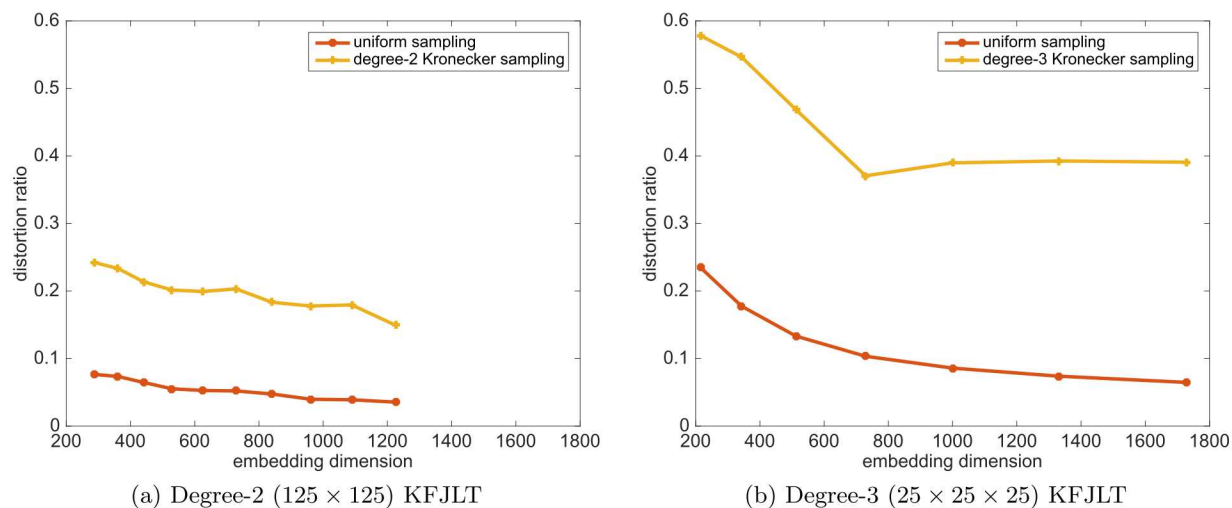 0.6
0.5
0.4
0.3
0.2
0.1
0
distortion ratio
uniform sampling
degree-2 Kronecker sampling
200 400 600 800 1000 1200 1400 1600 1800
embedding dimension
(a) Degree-2 (125 × 125) KFJLT
0.6
0.5
0.4
0.3
0.2
0.1
0
distortion ratio
uniform sampling
degree-3 Kronecker sampling
200 400 600 800 1000 1200 1400 1600 1800
embedding dimension
(b) Degree-3 (25 × 25 × 25) KFJLT